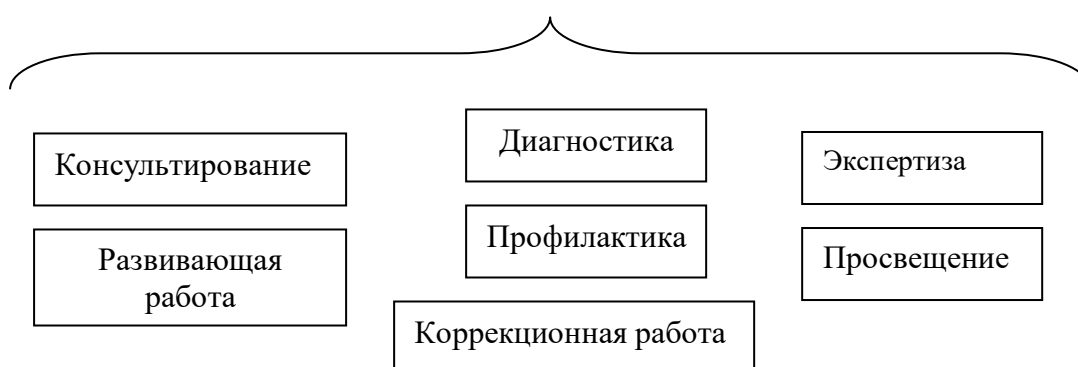 Консультирование
Диагностика
Экспертиза
Развивающая
работа
Профилактика
Просвещение
Коррекционная работа